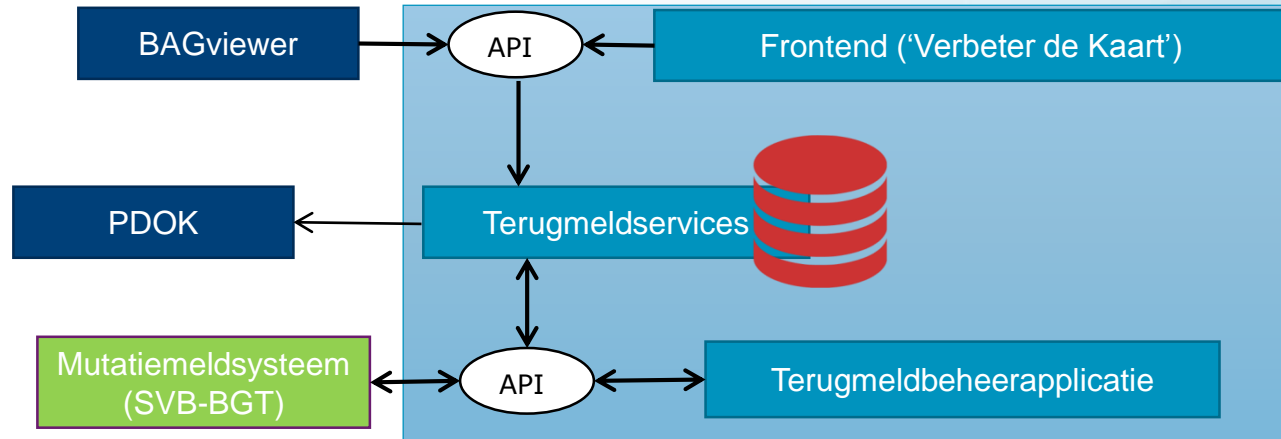 BAGviewer
API
Frontend (‘Verbeter de Kaart’)
PDOK
Terugmeldservices
Mutatiemeldsysteem
(SVB-BGT)
API
Terugmeldbeheerapplicatie